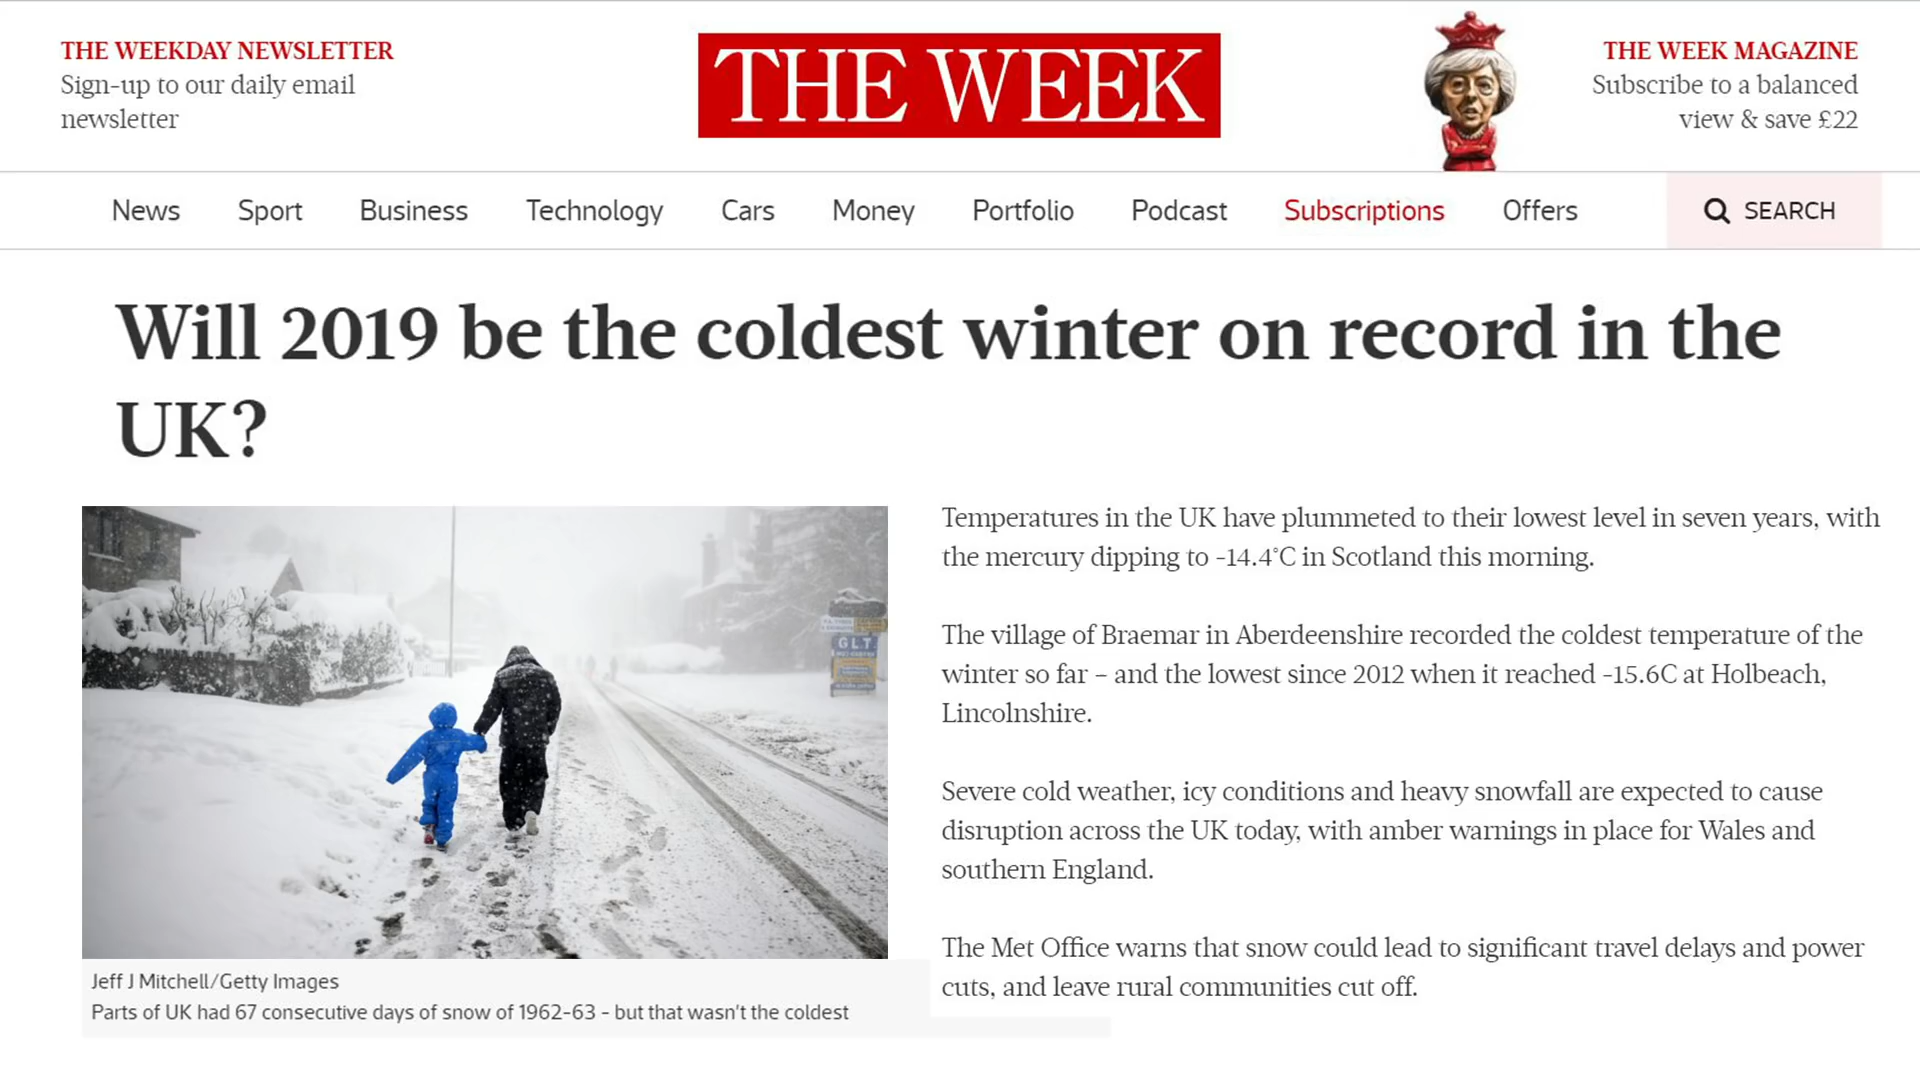 THE WEEKDAY NEWSLETTER
Sign-up to our daily email
newsletter
THE WEEK
THE WEEK MAGAZINE
Subscribe to a balanced
view & save £22
News Sport Business Technology Cars Money Portfolio Podcast Subscriptions Offers SEARCH
Will 2019 be the coldest winter on record in the
UK?
G.L.T.
Jeff J Mitchell/Getty Images
Parts of UK had 67 consecutive days of snow of 1962-63 - but that wasn't the coldest
Temperatures in the UK have plummeted to their lowest level in seven years, with
the mercury dipping to -14.4°C in Scotland this morning.
The village of Braemar in Aberdeenshire recorded the coldest temperature of the
winter so far – and the lowest since 2012 when it reached -15.6C at Holbeach,
Lincolnshire.
Severe cold weather, icy conditions and heavy snowfall are expected to cause
disruption across the UK today, with amber warnings in place for Wales and
southern England.
The Met Office warns that snow could lead to significant travel delays and power
cuts, and leave rural communities cut off.